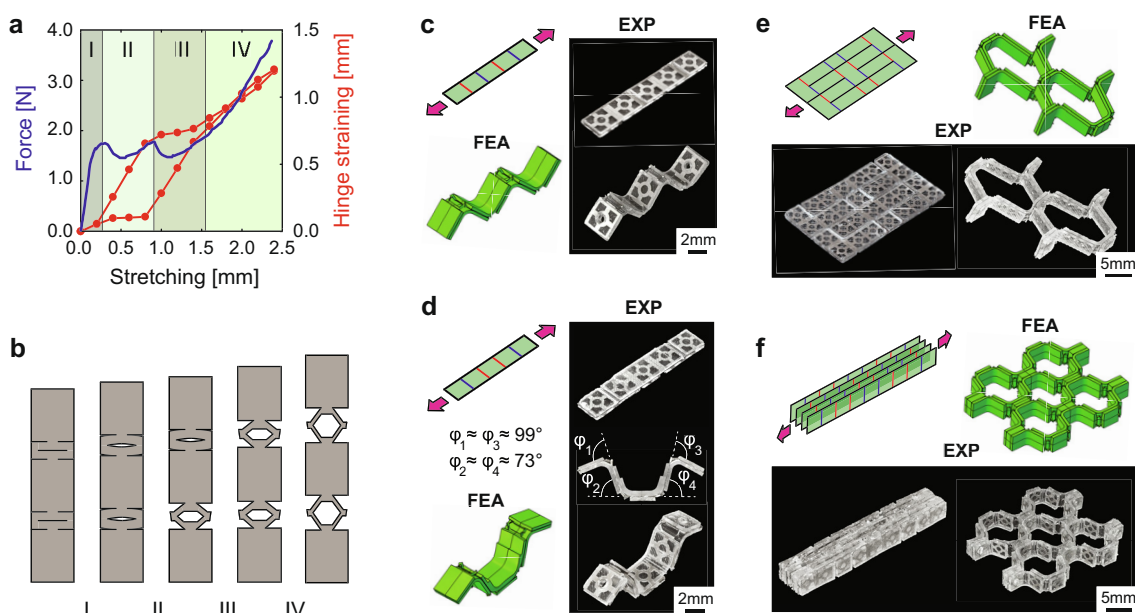 a
4.0
3.0
2.0
1.0
0.0
Force [N]
I II III IV
1.5
1.0
0.5
0.0
Hinge straining [mm]
0.0 0.5 1.0 1.5 2.0 2.5
Stretching [mm]
b
I II III IV
c
EXP
FEA
2mm
d
EXP
φ1 ≈ φ3 ≈ 99°
φ2 ≈ φ4 ≈ 73°
φ1 φ3
φ2 φ4
FEA
2mm
e
FEA
EXP
5mm
f
FEA
EXP
5mm